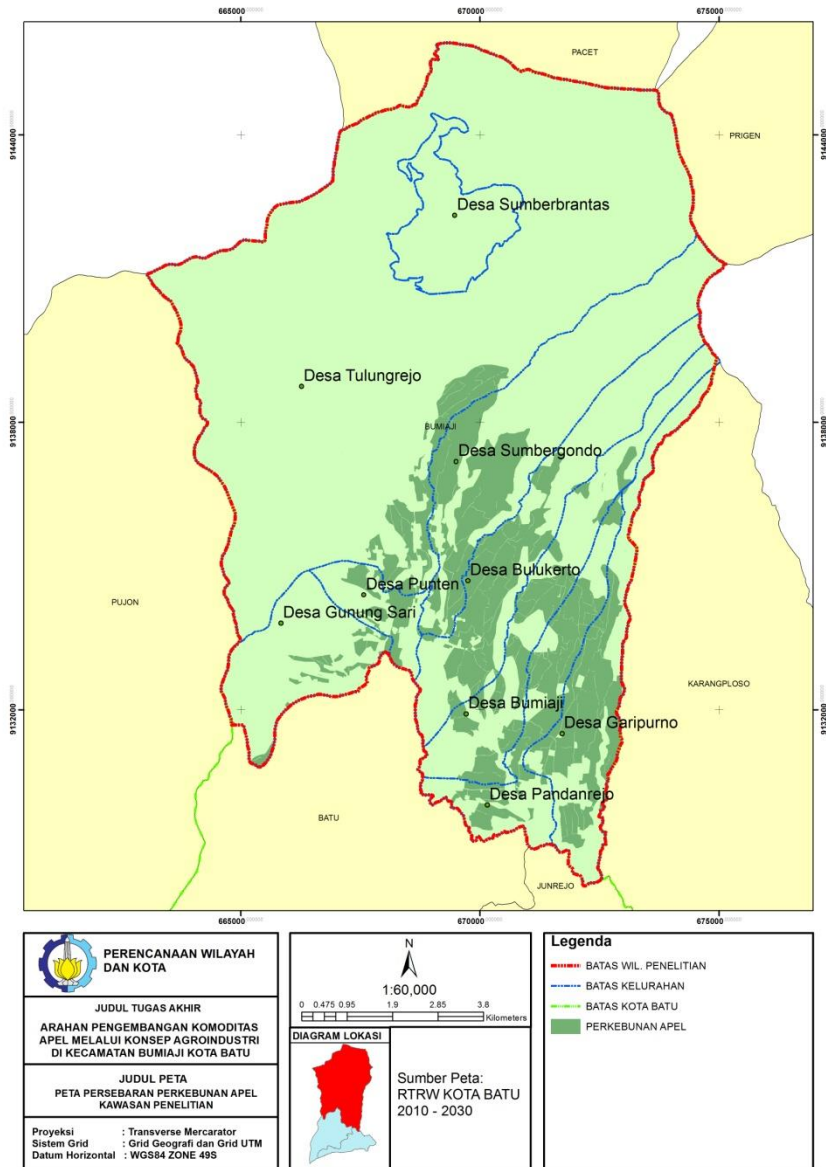 665000
670000
675000
PACET
9144000
9144000
PRIGEN
Desa Sumberbrantas
Desa Tulungrejo
9138000
9138000
BUMIAJI
Desa Sumbergondo
Desa Bulukerto
Desa Punten
PUJON
Desa Gunung Sari
KARANGPLOSO
9132000
9132000
Desa Bumiaji
Desa Garipurno
Desa Pandanrejo
BATU
JUNREJO
665000
670000
675000
PERENCANAAN WILAYAH
DAN KOTA
JUDUL TUGAS AKHIR
ARAHAN PENGEMBANGAN KOMODITAS
APEL MELALUI KONSEP AGROINDUSTRI
DI KECAMATAN BUMIAJI KOTA BATU
JUDUL PETA
PETA PERSEBARAN PERKEBUNAN APEL
KAWASAN PENELITIAN
Proyeksi : Transverse Mercator
Sistem Grid : Grid Geografi dan Grid UTM
Datum Horizontal : WGS84 ZONE 49S
N
1:60,000
0 0.475 0.95 1.9 2.85 3.8
Kilometers
DIAGRAM LOKASI
Sumber Peta:
RTRW KOTA BATU
2010 - 2030
Legenda
BATAS WIL. PENELITIAN
BATAS KELURAHAN
BATAS KOTA BATU
PERKEBUNAN APEL